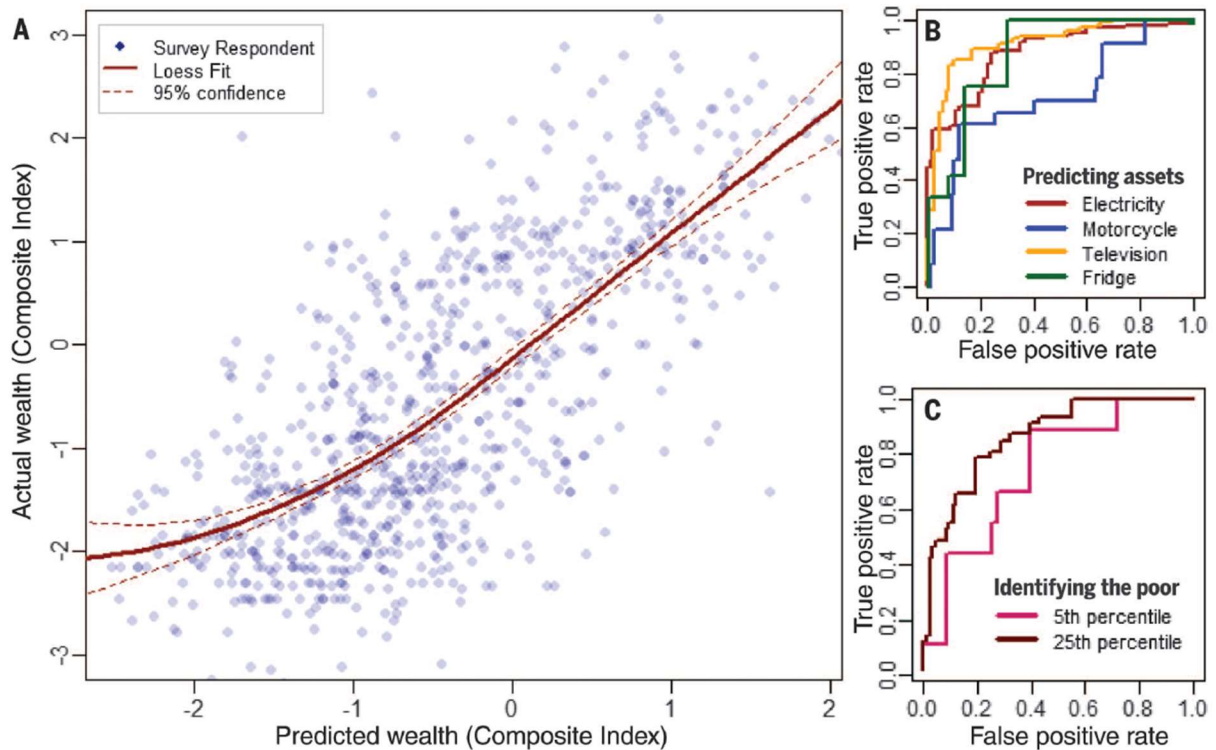 A
Survey Respondent
Loess Fit
95% confidence
Actual wealth (Composite Index)
3
2
1
0
-1
-2
-3
-2 -1 0 1 2
Predicted wealth (Composite Index)
B
True positive rate
1.0
0.8
0.6
0.4
0.2
0.0
Predicting assets
Electricity
Motorcycle
Television
Fridge
0.0 0.2 0.4 0.6 0.8 1.0
False positive rate
C
True positive rate
1.0
0.8
0.6
0.4
0.2
0.0
Identifying the poor
5th percentile
25th percentile
0.0 0.2 0.4 0.6 0.8 1.0
False positive rate